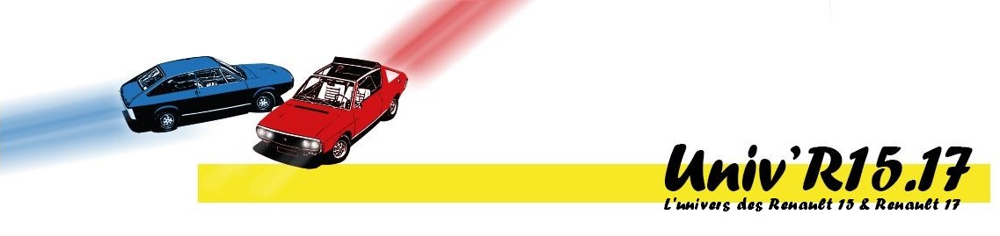 Univ'R15.17
L'univers des Renault 15 & Renault 17